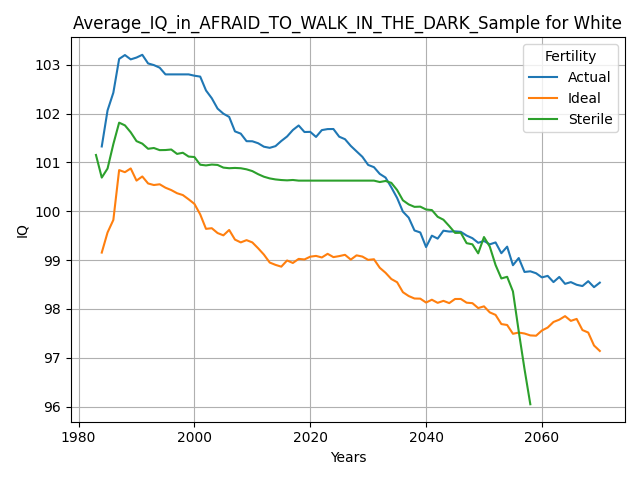 Average_IQ_in_AFRAID_TO_WALK_IN_THE_DARK_Sample for White
Fertility
Actual
Ideal
Sterile
IQ
103
102
101
100
99
98
97
96
1980
2000
2020
2040
2060
Years